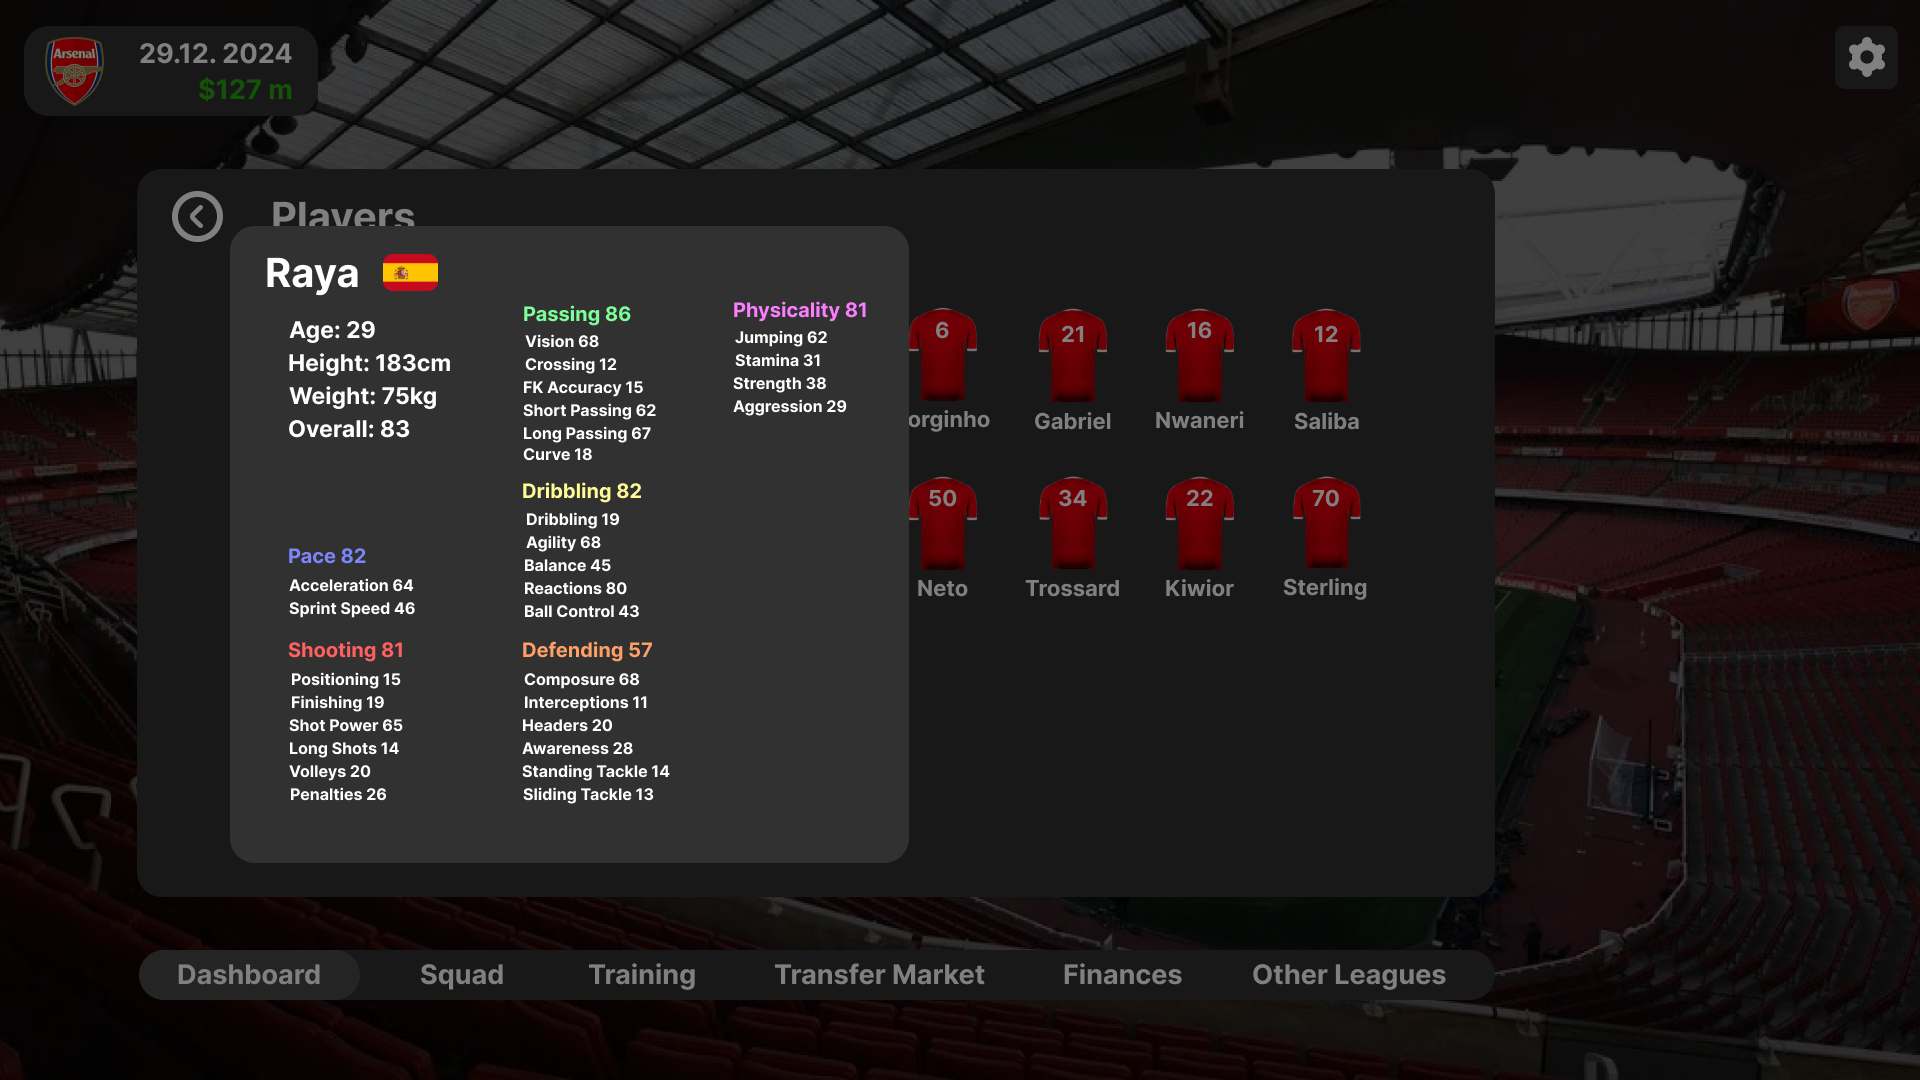 Arsenal
29.12. 2024
$127 m
Players
Raya
Age: 29
Height: 183cm
Weight: 75kg
Overall: 83
Pace 82
Acceleration 64
Sprint Speed 46
Shooting 81
Positioning 15
Finishing 19
Shot Power 65
Long Shots 14
Volleys 20
Penalties 26
Passing 86
Vision 68
Crossing 12
FK Accuracy 15
Short Passing 62
Long Passing 67
Curve 18
Dribbling 82
Dribbling 19
Agility 68
Balance 45
Reactions 80
Ball Control 43
Defending 57
Composure 68
Interceptions 11
Headers 20
Awareness 28
Standing Tackle 14
Sliding Tackle 13
Physicality 81
Jumping 62
Stamina 31
Strength 38
Aggression 29
6
21
16
12
orginho
Gabriel
Nwaneri
Saliba
50
34
22
70
Neto
Trossard
Kiwior
Sterling
Dashboard
Squad
Training
Transfer Market
Finances
Other Leagues